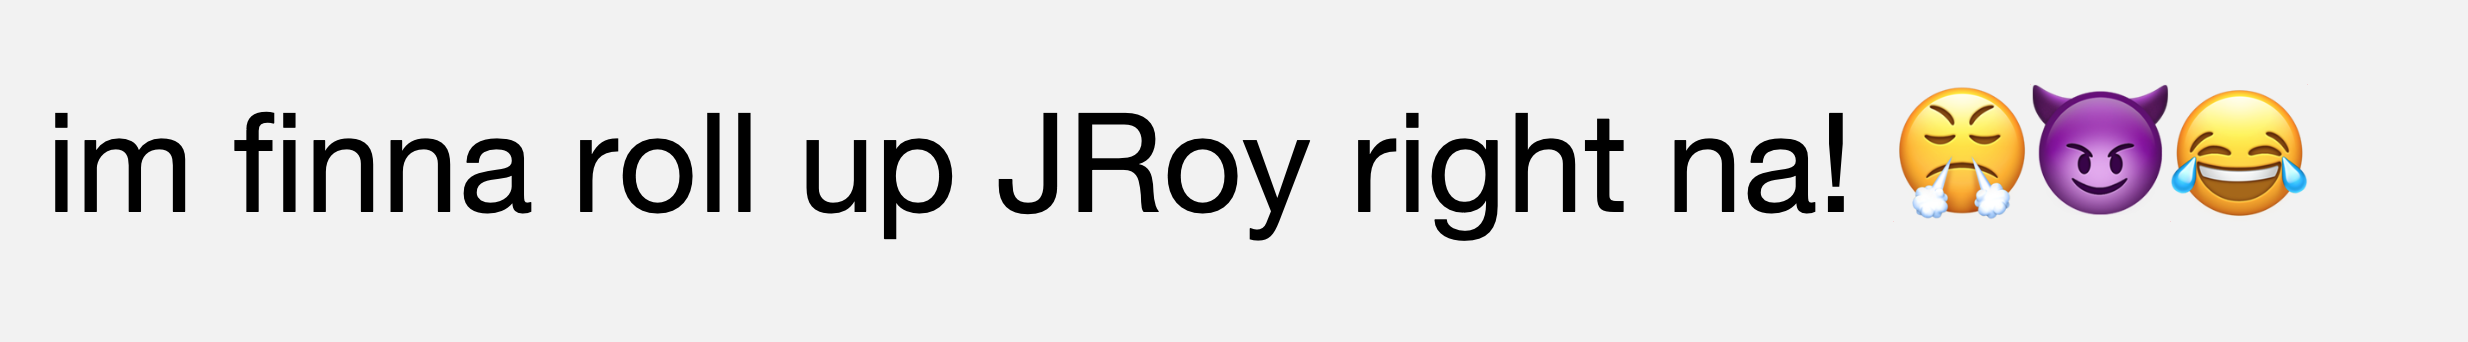 im finna roll up JRoy right na! 😤😈😂